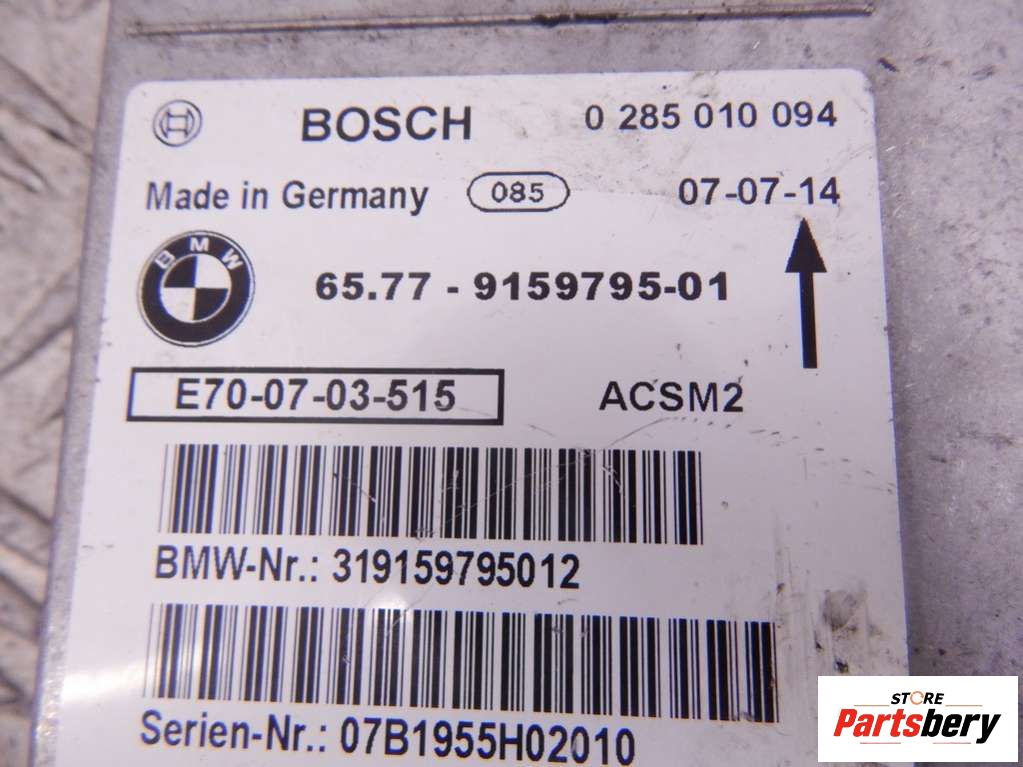 BOSCH 0 285 010 094
Made in Germany 085 07-07-14
BMW
65.77 - 9159795-01
E70-07-03-515 ACSM2
BMW-Nr.: 319159795012
Serien-Nr.: 07B1955H02010
STORE
Partsbery